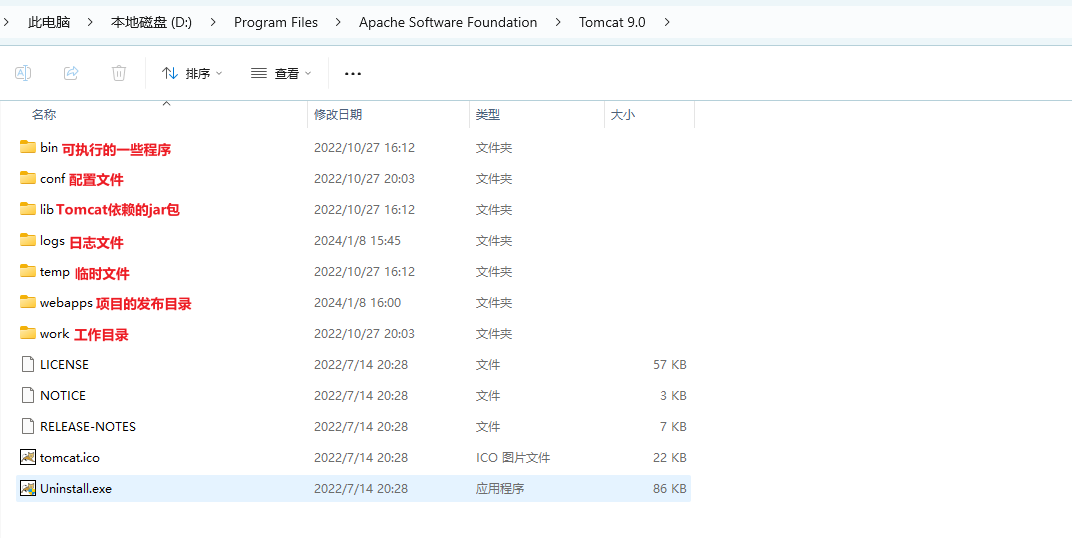 此电脑 > 本地磁盘 (D:) > Program Files > Apache Software Foundation > Tomcat 9.0 >
排序 查看 ...
名称 修改日期 类型 大小
bin 可执行的一些程序 2022/10/27 16:12 文件夹
conf 配置文件 2022/10/27 20:03 文件夹
lib Tomcat依赖的jar包 2022/10/27 16:12 文件夹
logs 日志文件 2024/1/8 15:45 文件夹
temp 临时文件 2022/10/27 16:12 文件夹
webapps 项目的发布目录 2024/1/8 16:00 文件夹
work 工作目录 2022/10/27 20:03 文件夹
LICENSE 2022/7/14 20:28 文件 57 KB
NOTICE 2022/7/14 20:28 文件 3 KB
RELEASE-NOTES 2022/7/14 20:28 文件 7 KB
tomcat.ico 2022/7/14 20:28 ICO 图片文件 22 KB
Uninstall.exe 2022/7/14 20:28 应用程序 86 KB